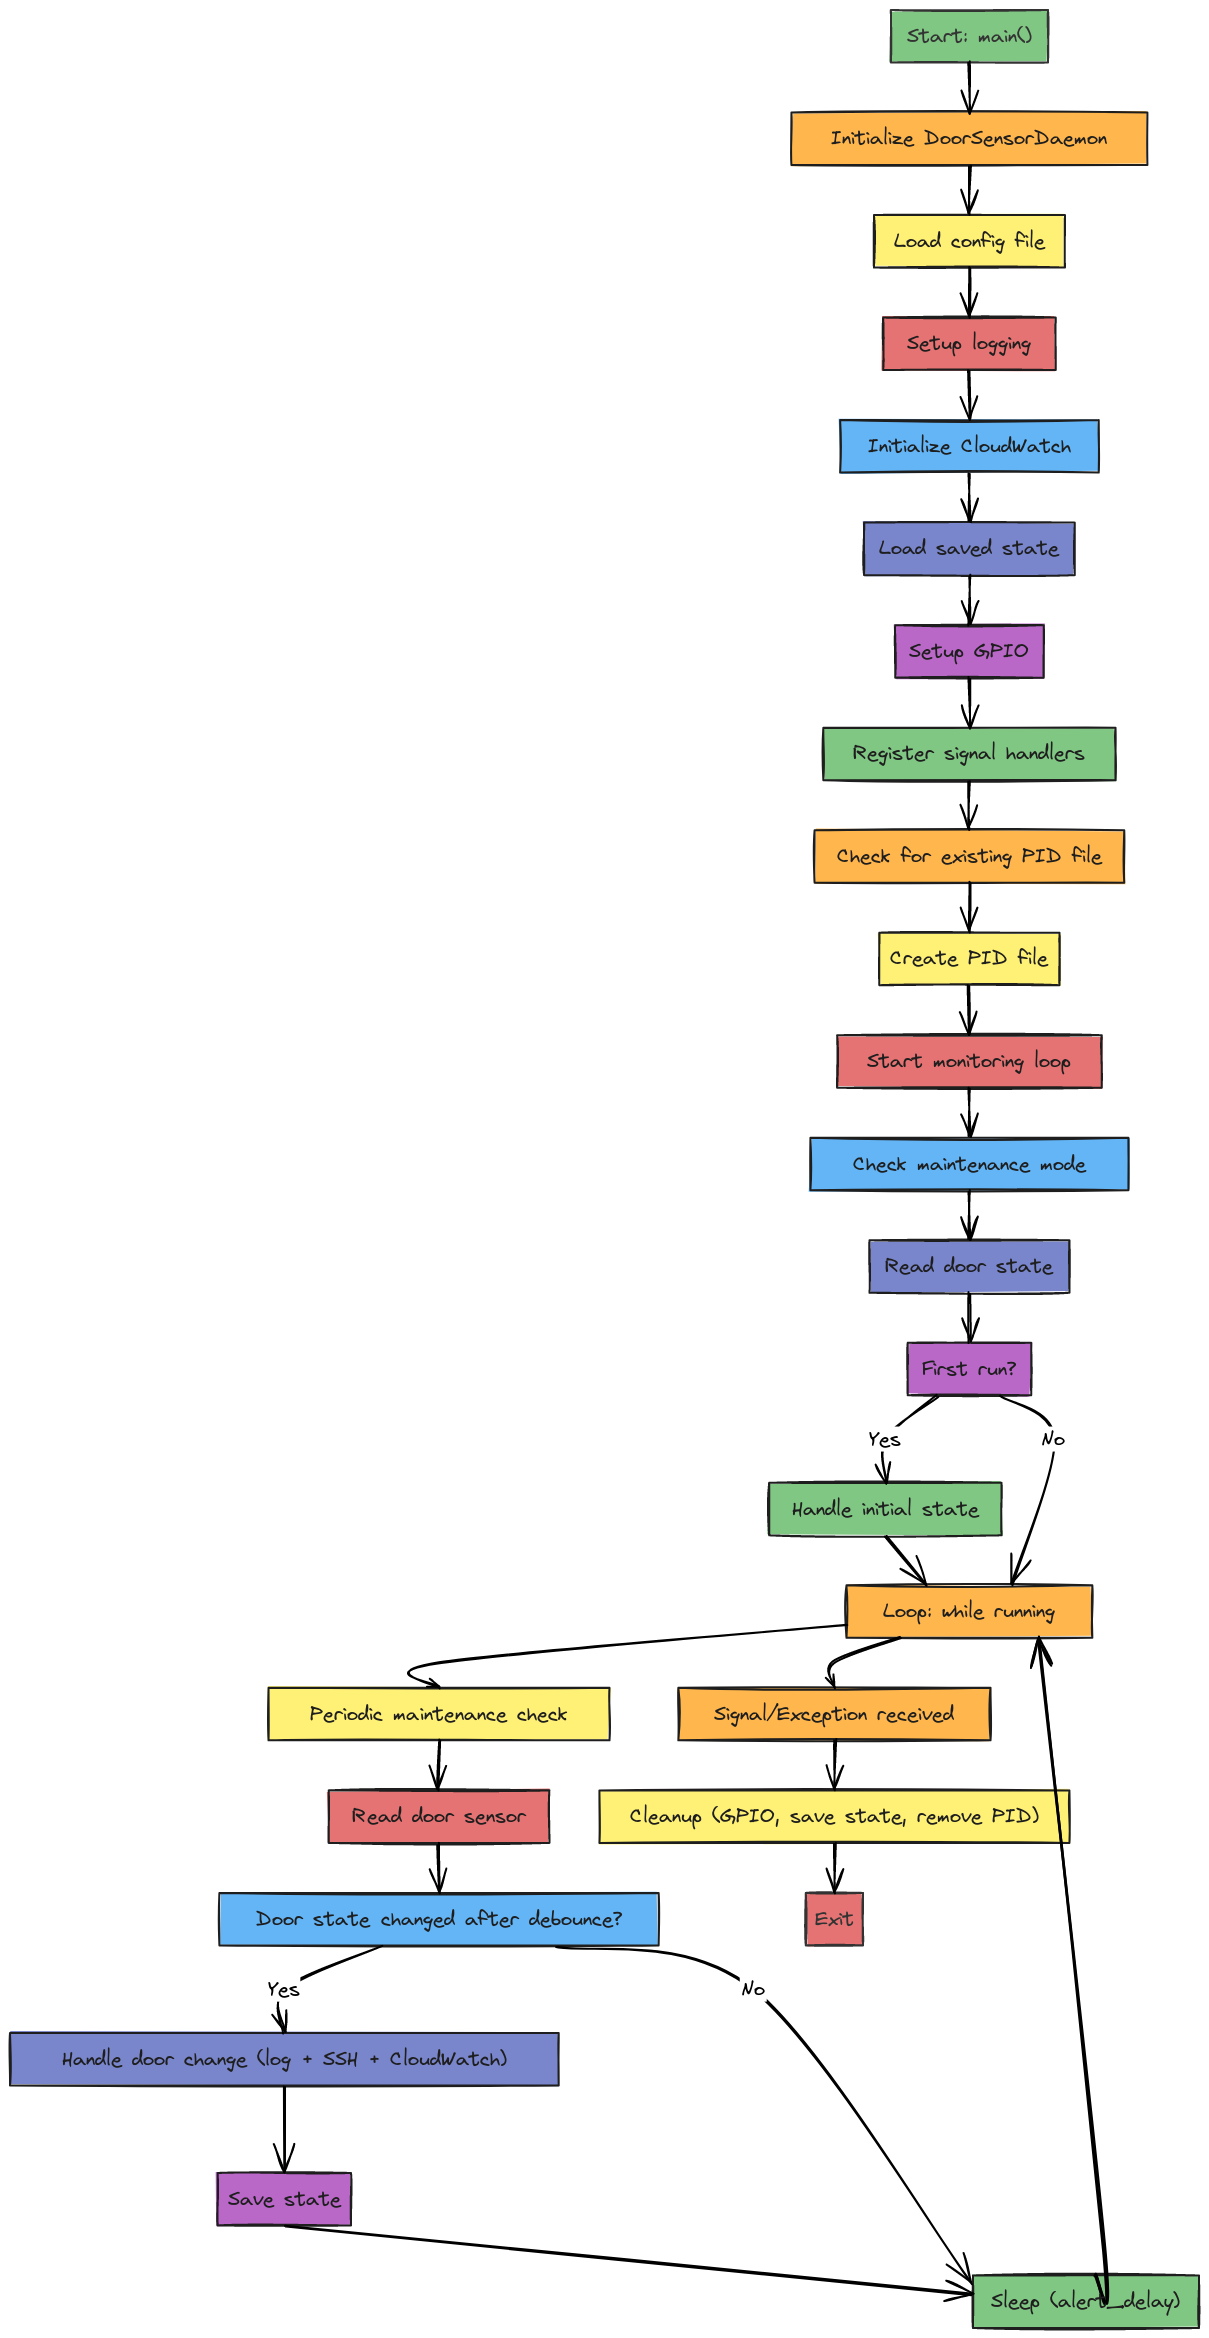 Start: main()
Initialize DoorSensorDaemon
Load config file
Setup logging
Initialize CloudWatch
Load saved state
Setup GPIO
Register signal handlers
Check for existing PID file
Create PID file
Start monitoring loop
Check maintenance mode
Read door state
First run?
Yes
No
Handle initial state
Loop: while running
Periodic maintenance check
Signal/Exception received
Read door sensor
Cleanup (GPIO, save state, remove PID)
Door state changed after debounce?
Exit
Yes
No
Handle door change (log + SSH + CloudWatch)
Save state
Sleep (alert_delay)